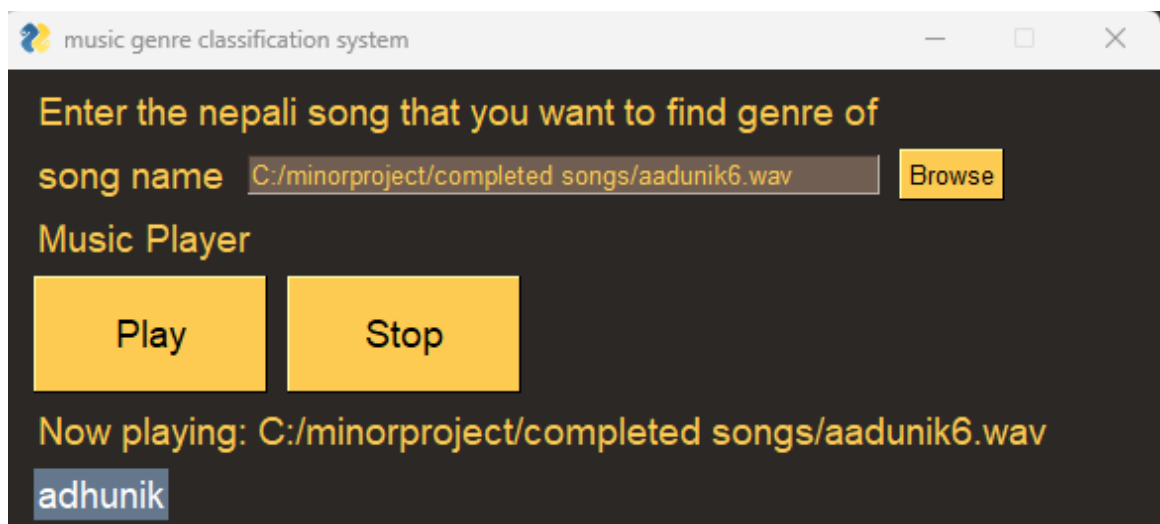 music genre classification system
Enter the nepali song that you want to find genre of
song name C:/minorproject/completed songs/aadunik6.wav Browse
Music Player
Play Stop
Now playing: C:/minorproject/completed songs/aadunik6.wav
adhunik